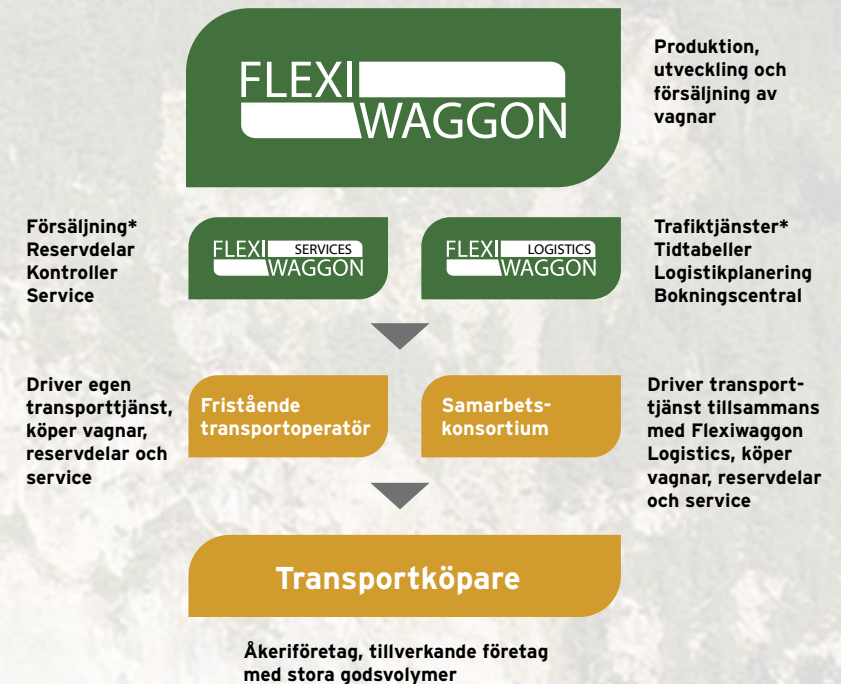 FLEXI
WAGGON
Produktion,
utveckling och
försäljning av
vagnar
Försäljning*
Reservdelar
Kontroller
Service
FLEXI SERVICES
WAGGON
FLEXI LOGISTICS
WAGGON
Trafiktjänster*
Tidtabeller
Logistikplanering
Bokningscentral
Driver egen
transporttjänst,
köper vagnar,
reservdelar och
service
Fristående
transportoperatör
Samarbets-
konsortium
Driver transport-
tjänst tillsammans
med Flexiwaggon
Logistics, köper
vagnar, reservdelar
och service
Transportköpare
Åkeriföretag, tillverkande företag
med stora godsvolymer